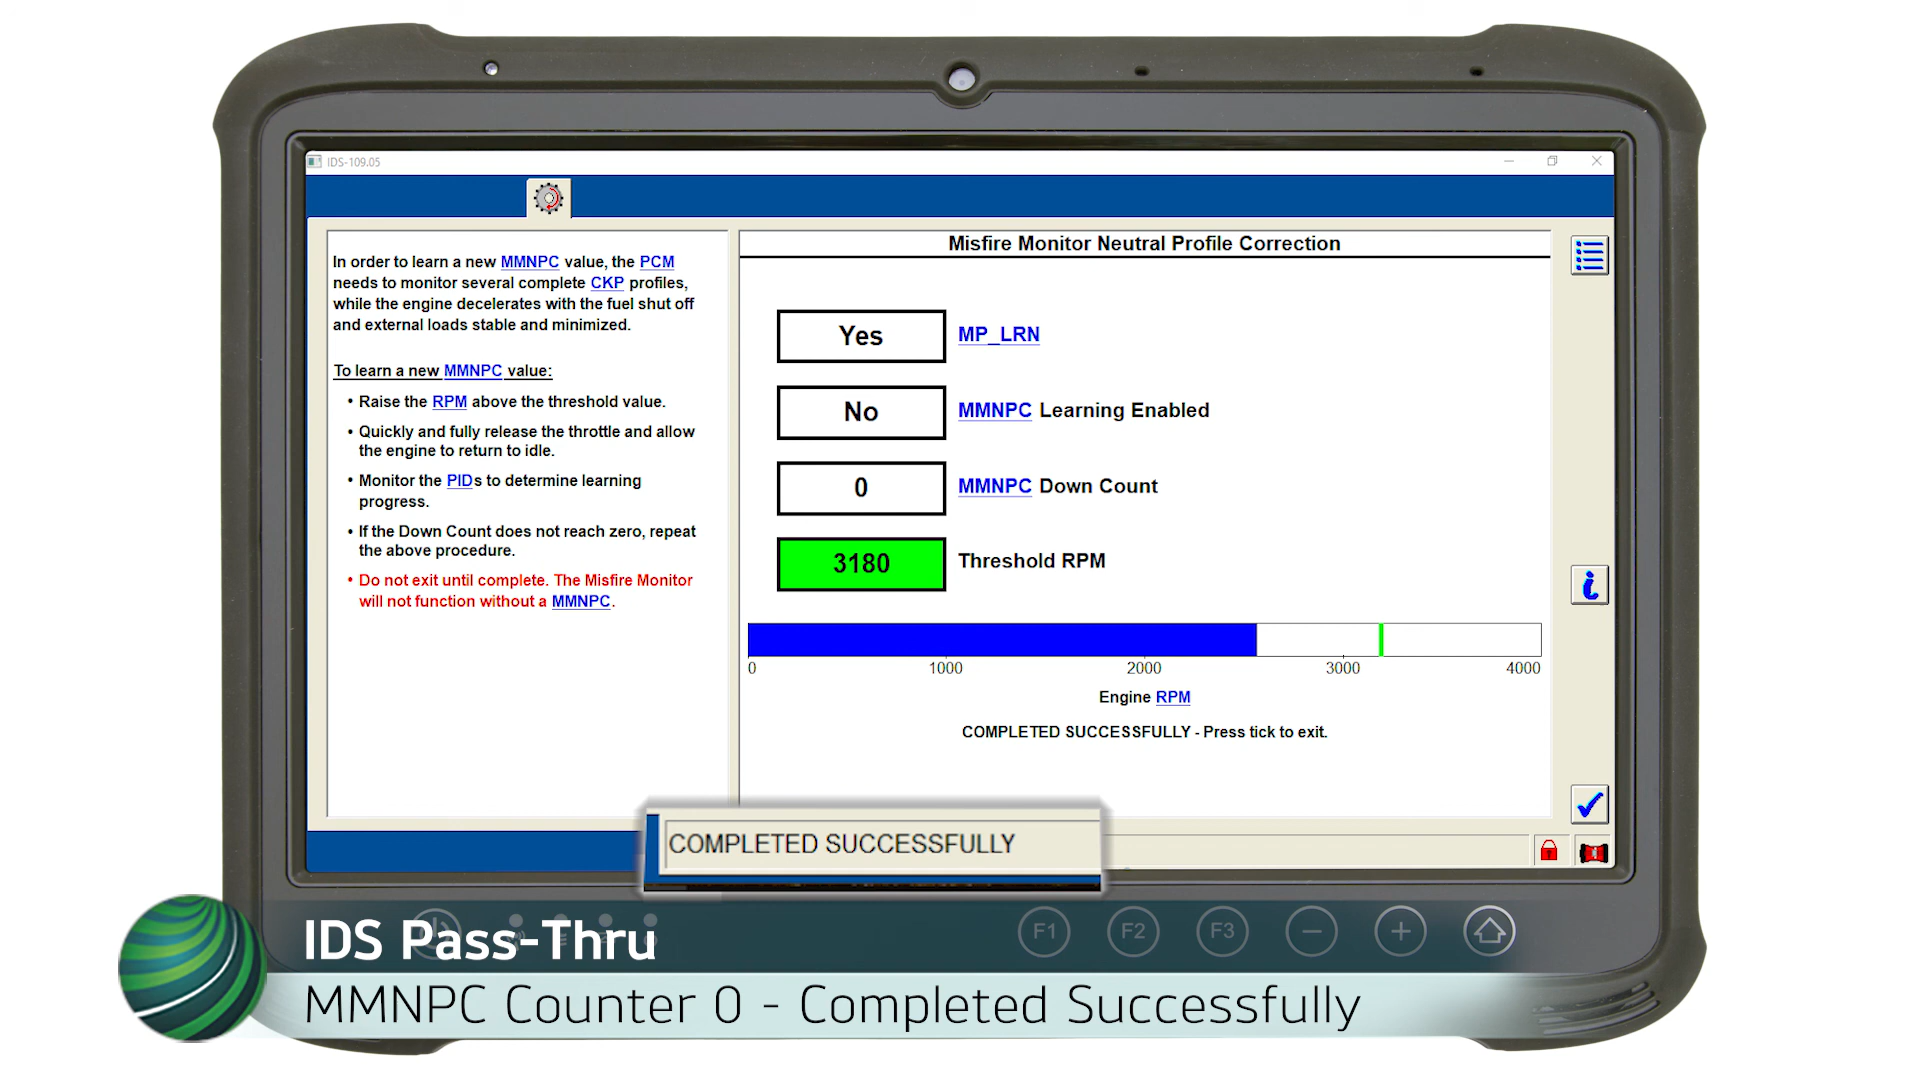 IDS-109.05
In order to learn a new MMNPC value, the PCM
needs to monitor several complete CKP profiles,
while the engine decelerates with the fuel shut off
and external loads stable and minimized.
To learn a new MMNPC value:
• Raise the RPM above the threshold value.
• Quickly and fully release the throttle and allow
the engine to return to idle.
• Monitor the PIDs to determine learning
progress.
• If the Down Count does not reach zero, repeat
the above procedure.
• Do not exit until complete. The Misfire Monitor
will not function without a MMNPC.
Misfire Monitor Neutral Profile Correction
Yes MP_LRN
No MMNPC Learning Enabled
0 MMNPC Down Count
3180 Threshold RPM
0 1000 2000 3000 4000
Engine RPM
COMPLETED SUCCESSFULLY - Press tick to exit.
COMPLETED SUCCESSFULLY
F1 F2 F3
IDS Pass-Thru
MMNPC Counter 0 - Completed Successfully